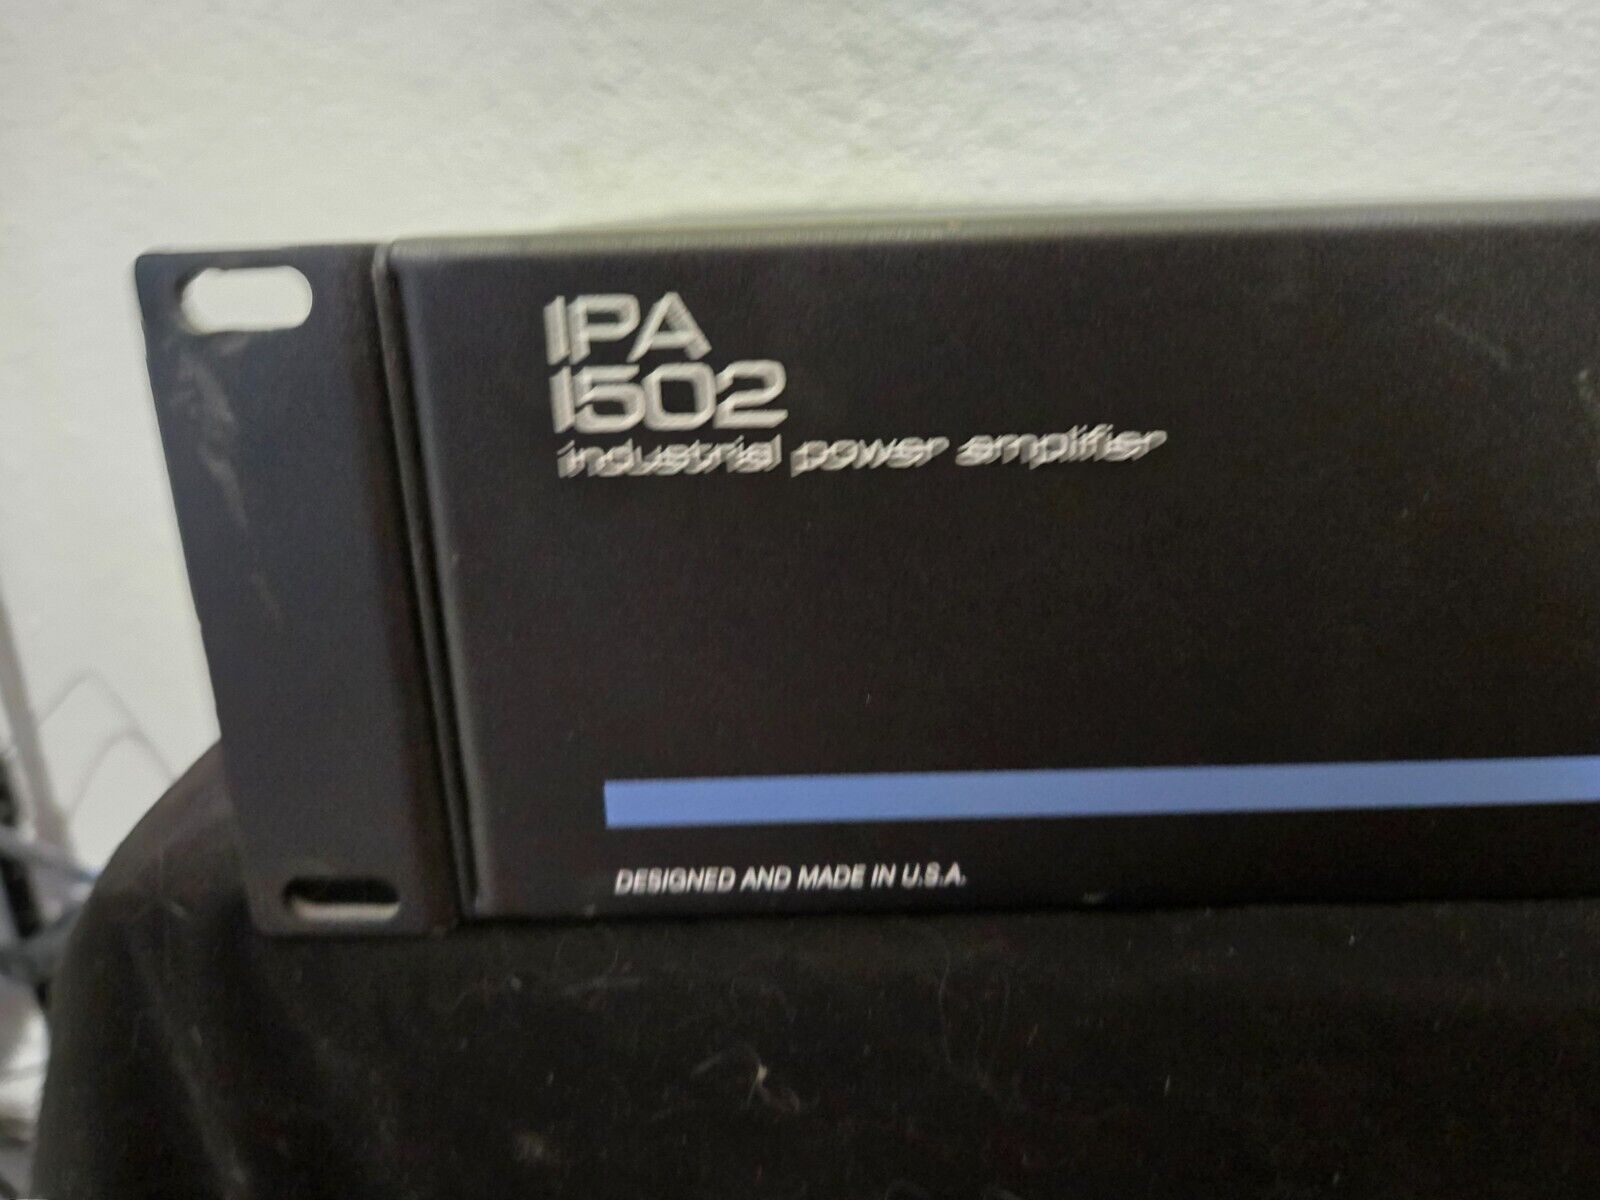 IPA
1502
industrial power amplifier
DESIGNED AND MADE IN U.S.A.